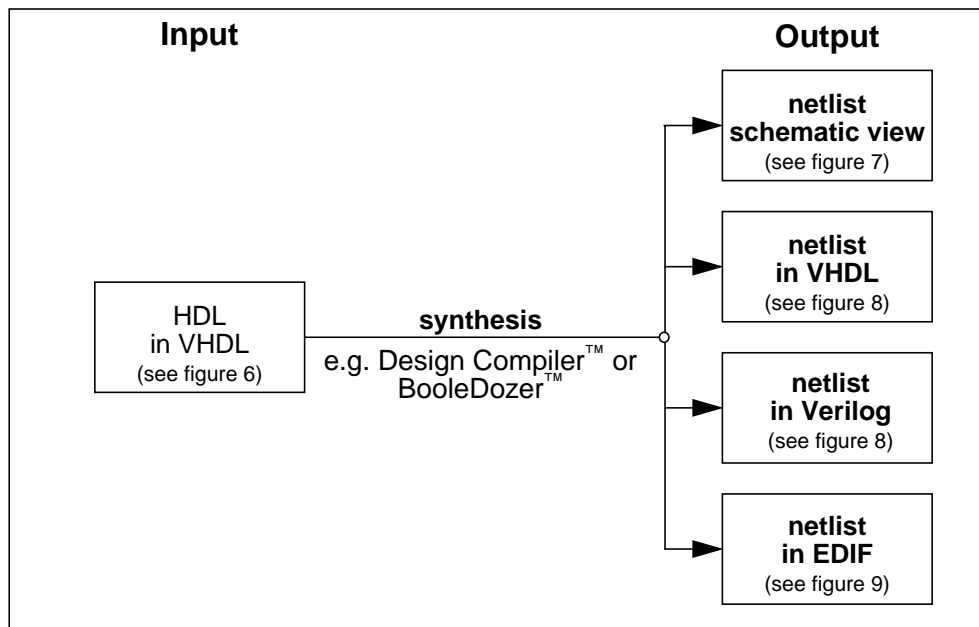 Input
Output
netlist
schematic view
(see figure 7)
netlist
in VHDL
(see figure 8)
HDL
in VHDL
(see figure 6)
synthesis
e.g. Design Compiler™ or
BooleDozer™
netlist
in Verilog
(see figure 8)
netlist
in EDIF
(see figure 9)